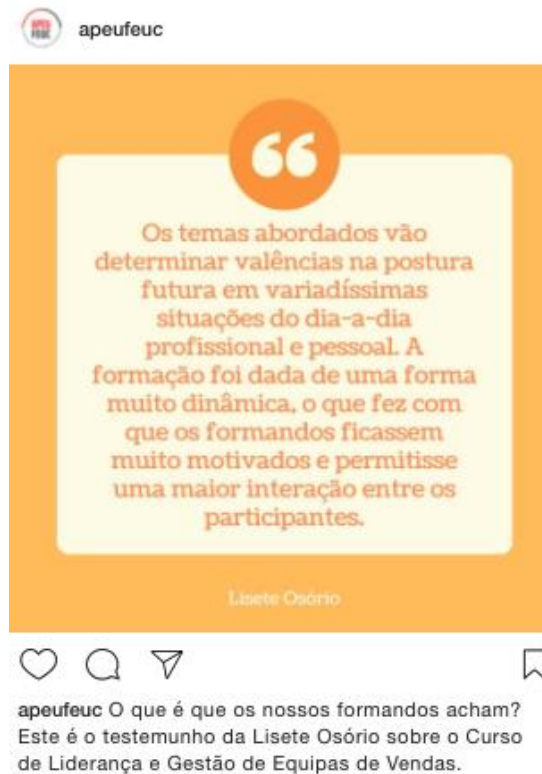 APEU
FEUC
apeufeuc
“
Os temas abordados vão
determinar valências na postura
futura em variadíssimas
situações do dia-a-dia
profissional e pessoal. A
formação foi dada de uma forma
muito dinâmica, o que fez com
que os formandos ficassem
muito motivados e permitisse
uma maior interação entre os
participantes.
Lisete Osório
apeufeuc O que é que os nossos formandos acham?
Este é o testemunho da Lisete Osório sobre o Curso
de Liderança e Gestão de Equipas de Vendas.